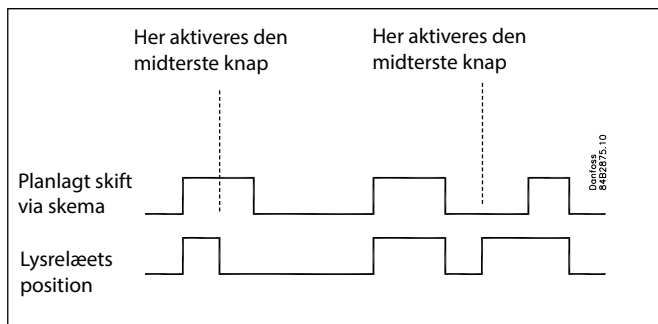 Her aktiveres den
midterste knap
Her aktiveres den
midterste knap
Danfoss
84B2875.10
Planlagt skift
via skema
Lysrelæets
position